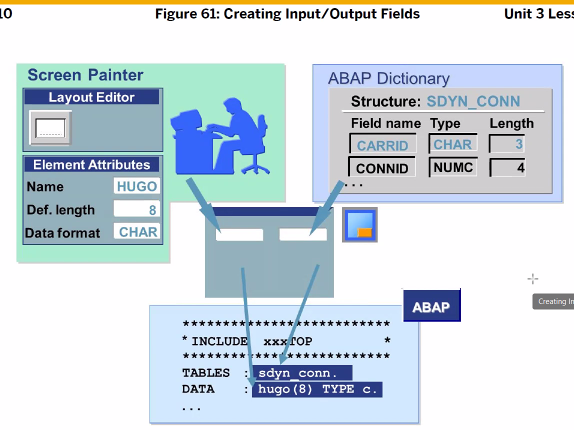 10
Figure 61: Creating Input/Output Fields
Unit 3 Les
Screen Painter
Layout Editor
Element Attributes
Name HUGO
Def. length 8
Data format CHAR
ABAP Dictionary
Structure: SDYN_CONN
Field name Type Length
CARRID CHAR 3
CONNID NUMC 4
...
Creating In
ABAP
**************************
* INCLUDE xxxTOP *
**************************
TABLES : sdyn_conn.
DATA : hugo(8) TYPE c.
...